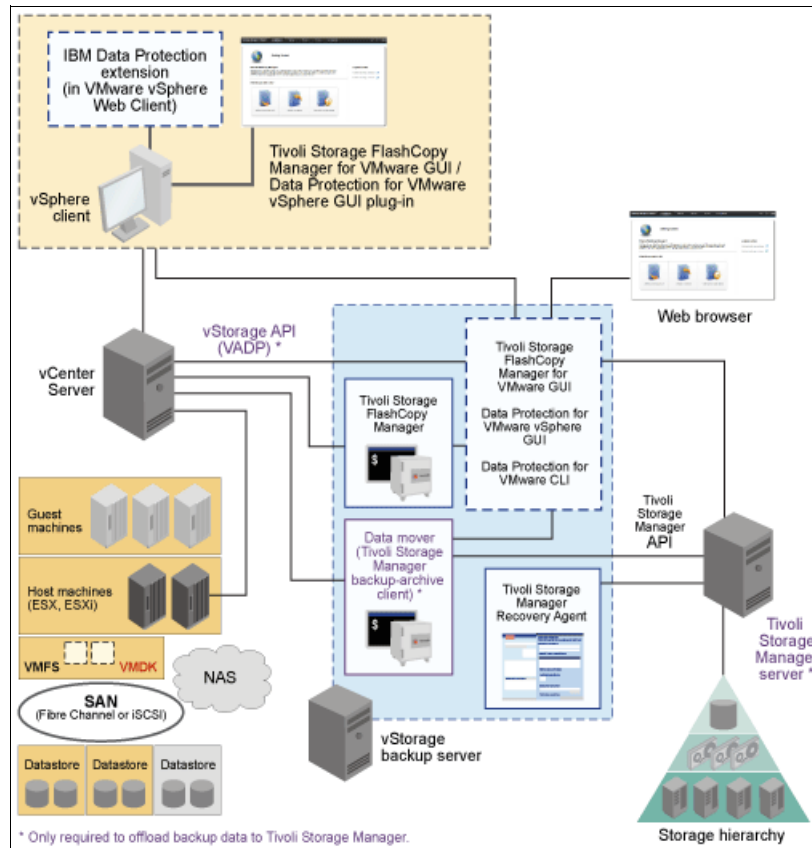 IBM Data Protection
extension
(in VMware vSphere
Web Client)
Tivoli Storage FlashCopy
Manager for VMware GUI /
Data Protection for VMware
vSphere GUI plug-in
vSphere
client
Web browser
vStorage API
(VADP) *
vCenter
Server
Tivoli Storage
FlashCopy
Manager for
VMware GUI
Data Protection for
VMware vSphere
GUI
Data Protection for
VMware CLI
Tivoli Storage
FlashCopy
Manager
$
Guest
machines
Tivoli
Storage
Manager
API
Data mover
(Tivoli Storage
Manager
backup-archive
client) *
$
Host machines
(ESX, ESXi)
Tivoli Storage
Manager
Recovery Agent
Tivoli
Storage
Manager
server *
VMFS
VMDK
NAS
SAN
(Fibre Channel or iSCSI)
vStorage
backup server
Datastore
Datastore
Datastore
* Only required to offload backup data to Tivoli Storage Manager.
Storage hierarchy